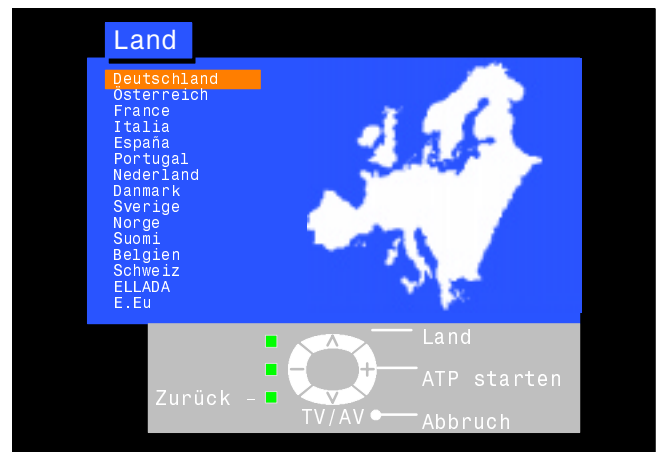 Land
Deutschland
Österreich
France
Italia
España
Portugal
Nederland
Danmark
Sverige
Norge
Suomi
Belgien
Schweiz
ELLADA
E.Eu
Land
ATP starten
Zurück -
TV/AV
Abbruch